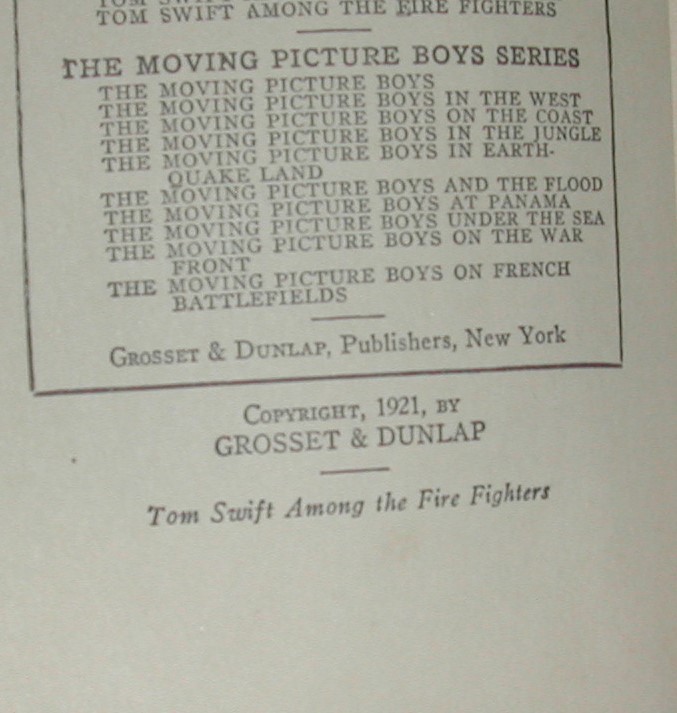 TOM SWIFT
TOM SWIFT AMONG THE FIRE FIGHTERS
THE MOVING PICTURE BOYS SERIES
THE MOVING PICTURE BOYS
THE MOVING PICTURE BOYS IN THE WEST
THE MOVING PICTURE BOYS ON THE COAST
THE MOVING PICTURE BOYS IN THE JUNGLE
THE MOVING PICTURE BOYS IN EARTH-
QUAKE LAND
THE MOVING PICTURE BOYS AND THE FLOOD
THE MOVING PICTURE BOYS AT PANAMA
THE MOVING PICTURE BOYS UNDER THE SEA
THE MOVING PICTURE BOYS ON THE WAR
FRONT
THE MOVING PICTURE BOYS ON FRENCH
BATTLEFIELDS
GROSSET & DUNLAP, Publishers, New York
COPYRIGHT, 1921, BY
GROSSET & DUNLAP
Tom Swift Among the Fire Fighters